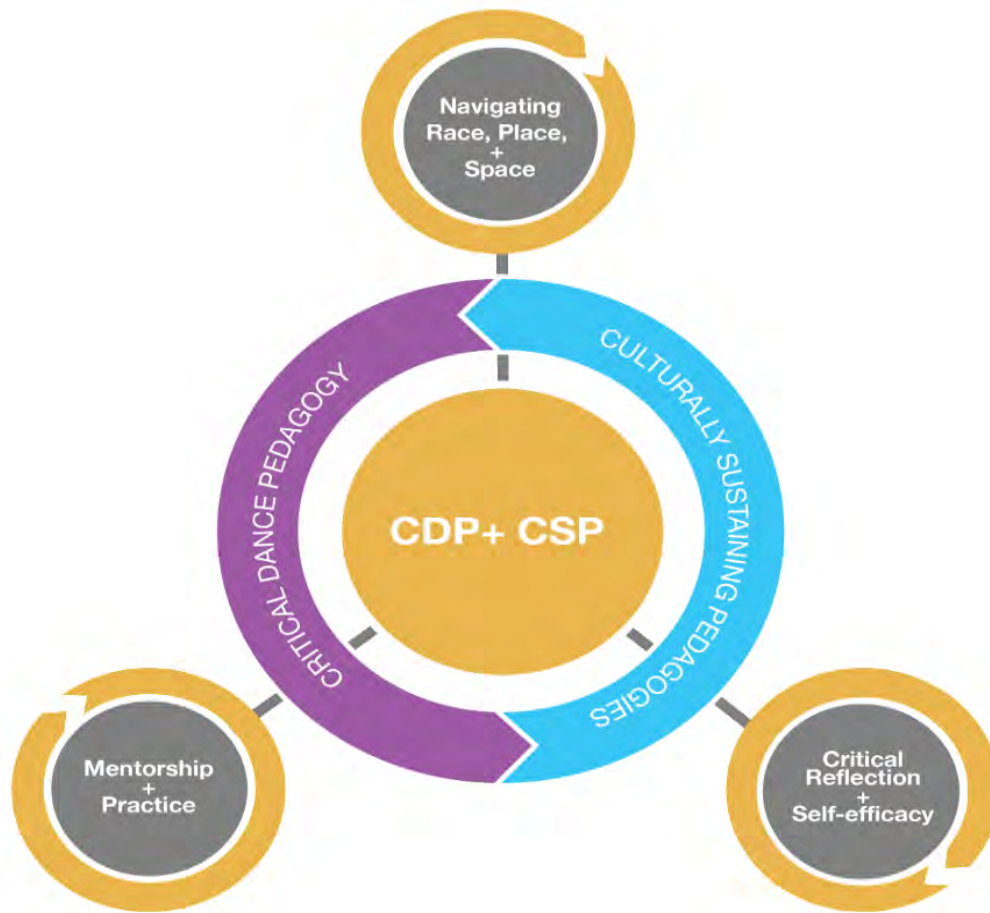 Navigating
Race, Place,
+
Space
CRITICAL DANCE PEDAGOGY
CULTURALLY SUSTAINING PEDAGOGIES
CDP+ CSP
Mentorship
+
Practice
Critical
Reflection
+
Self-efficacy